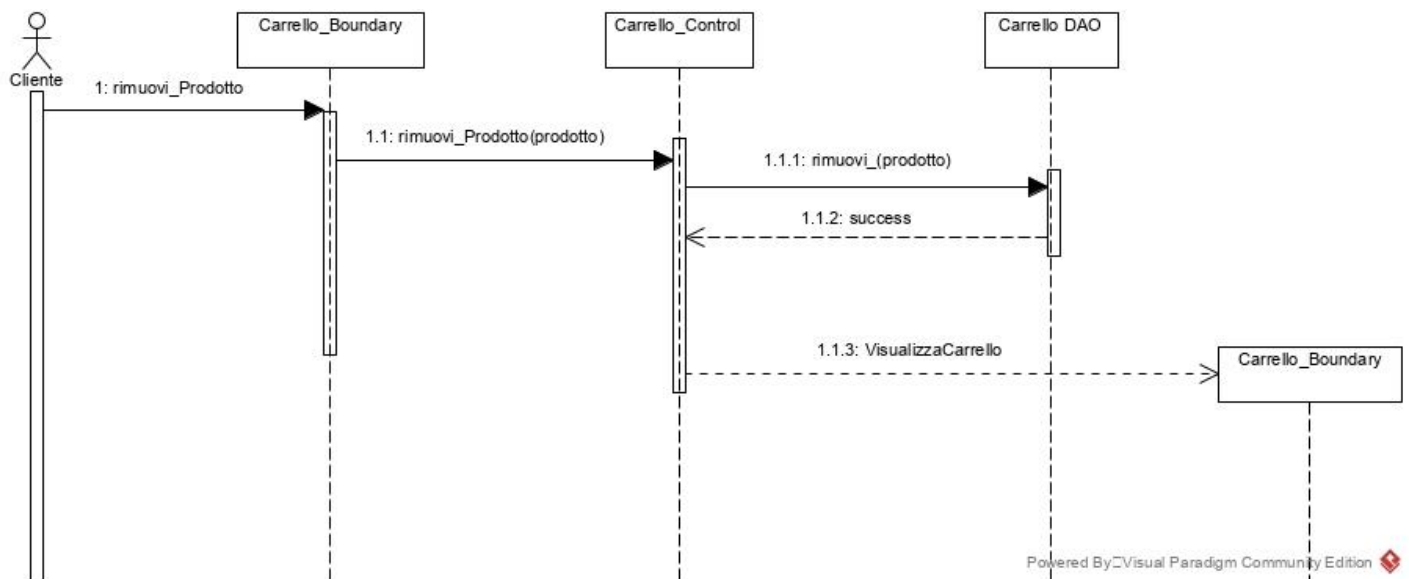 Carrello_Boundary
Carrello_Control
Carrello DAO
Cliente
1: rimuovi_Prodotto
1.1: rimuovi_Prodotto(prodotto)
1.1.1: rimuovi_(prodotto)
1.1.2: success
1.1.3: VisualizzaCarrello
Carrello_Boundary
Powered By□Visual Paradigm Community Edition